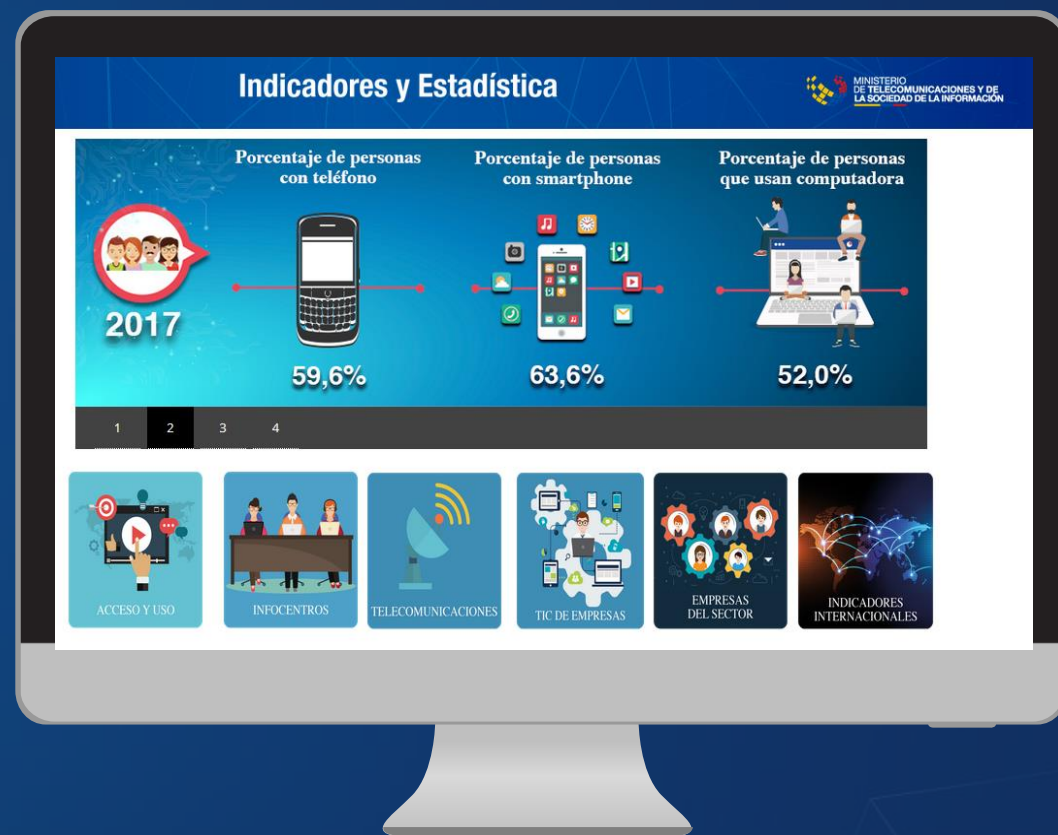 Indicadores y Estadística
MINISTERIO
DE TELECOMUNICACIONES Y DE
LA SOCIEDAD DE LA INFORMACIÓN
Porcentaje de personas
con teléfono
Porcentaje de personas
con smartphone
Porcentaje de personas
que usan computadora
2017
59,6%
63,6%
52,0%
1 2 3 4
ACCESO Y USO
INFOCENTROS
TELECOMUNICACIONES
TIC DE EMPRESAS
EMPRESAS
DEL SECTOR
INDICADORES
INTERNACIONALES